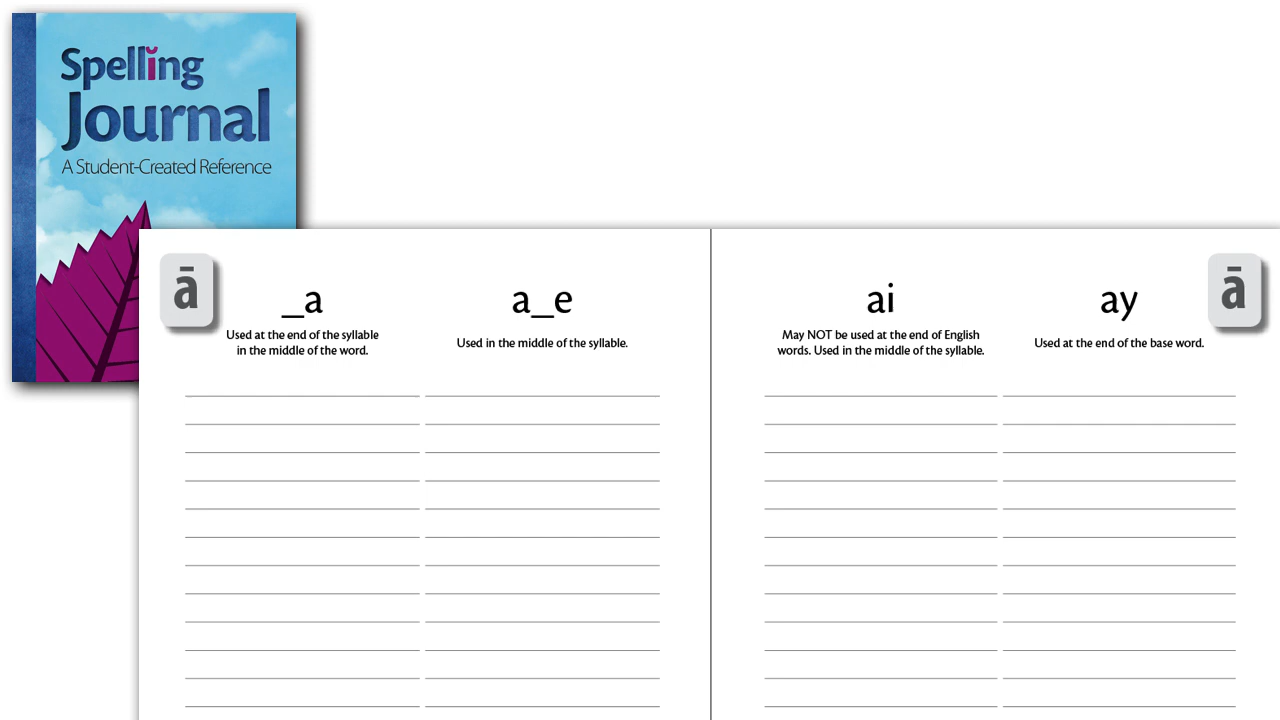 Spellĭng
Journal
A Student-Created Reference
ā
_a
Used at the end of the syllable
in the middle of the word.
a_e
Used in the middle of the syllable.
ai
May NOT be used at the end of English
words. Used in the middle of the syllable.
ay
Used at the end of the base word.
ā